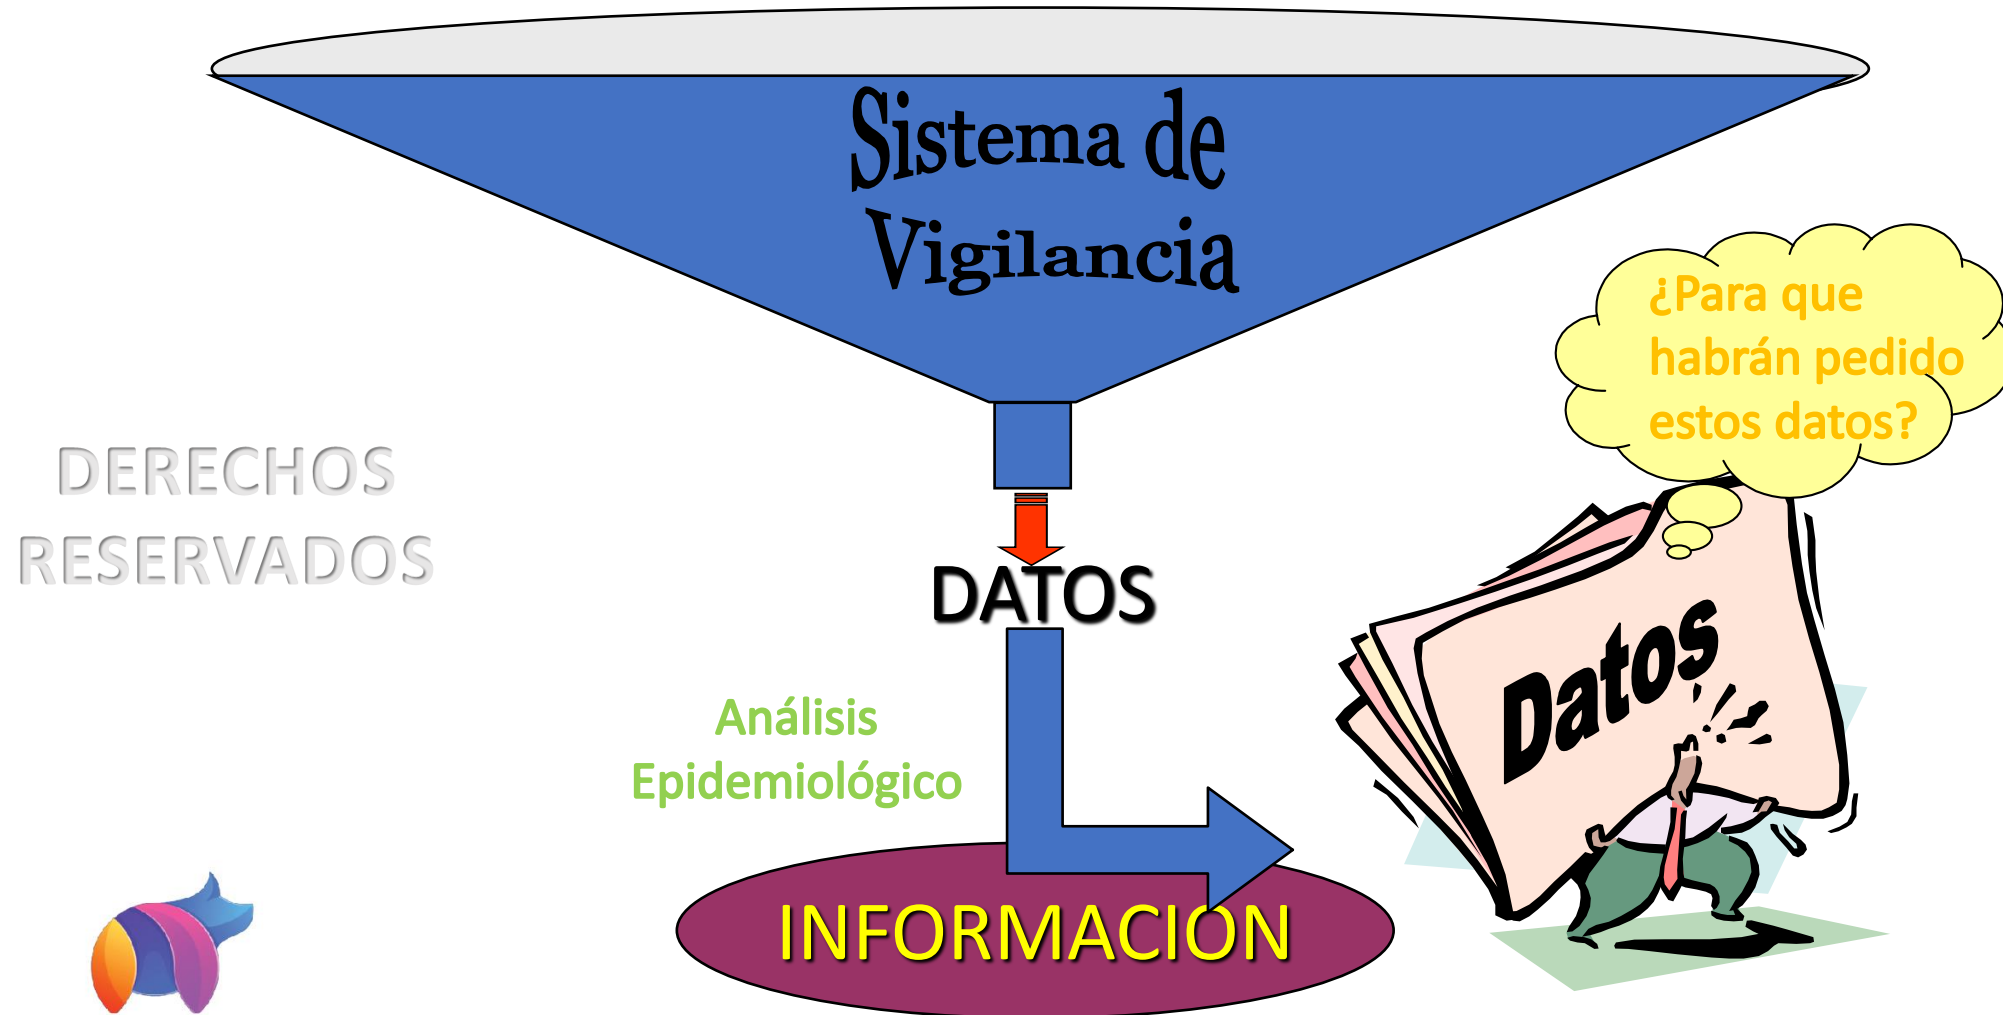 Sistema de
Vigilancia
¿Para que
habrán pedido
estos datos?
DERECHOS
RESERVADOS
DATOS
Datos
Análisis
Epidemiológico
INFORMACION